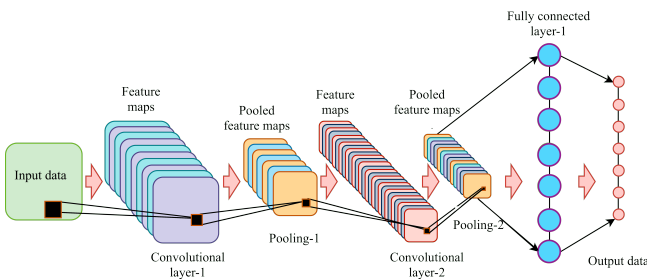 Fully connected
layer-1
Feature
maps
Pooled
feature maps
Feature
maps
Pooled
feature maps
Input data
Convolutional
layer-1
Pooling-1
Convolutional
layer-2
Pooling-2
Output data